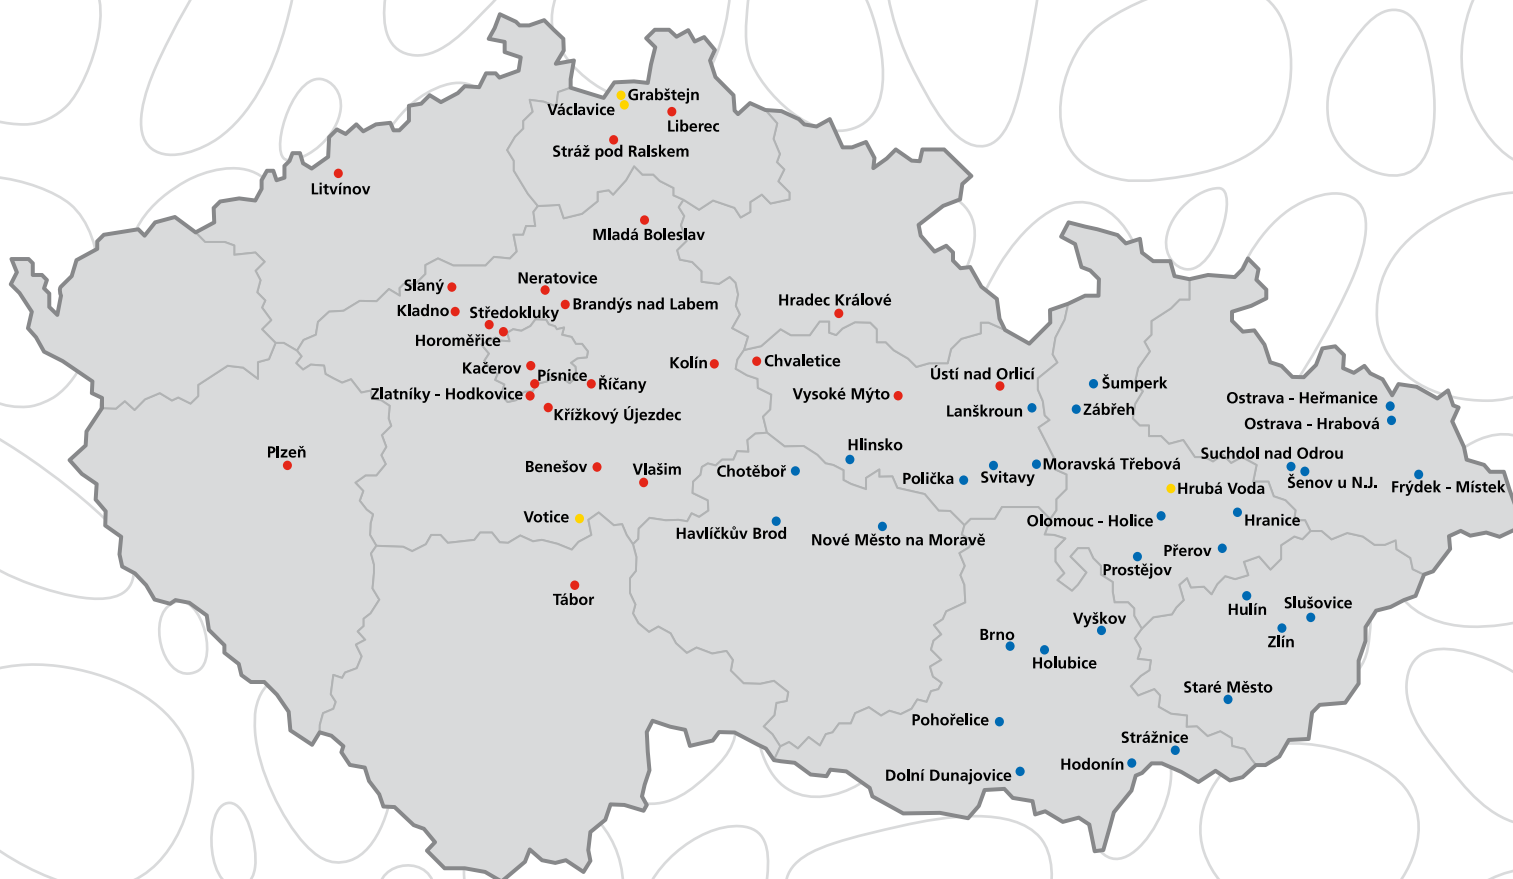 Grabštejn
Václavice
Liberec
Stráž pod Ralskem
Litvínov
Mladá Boleslav
Neratovice
Slaný
Brandýs nad Labem
Hradec Králové
Kladno
Středokluky
Horoměřice
Kačerov
Kolín
Chvaletice
Písnice
Říčany
Ústí nad Orlicí
Šumperk
Zlatníky - Hodkovice
Vysoké Mýto
Ostrava - Heřmanice
Křížkový Újezdec
Lanškroun
Zábřeh
Ostrava - Hrabová
Hlinsko
Plzeň
Suchdol nad Odrou
Benešov
Vlašim
Chotěboř
Moravská Třebová
Polička
Svitavy
Šenov u N.J.
Frýdek - Místek
Hrubá Voda
Votice
Olomouc - Holice
Hranice
Havlíčkův Brod
Nové Město na Moravě
Přerov
Prostějov
Tábor
Hulín
Slušovice
Vyškov
Brno
Zlín
Holubice
Staré Město
Pohořelice
Strážnice
Hodonín
Dolní Dunajovice